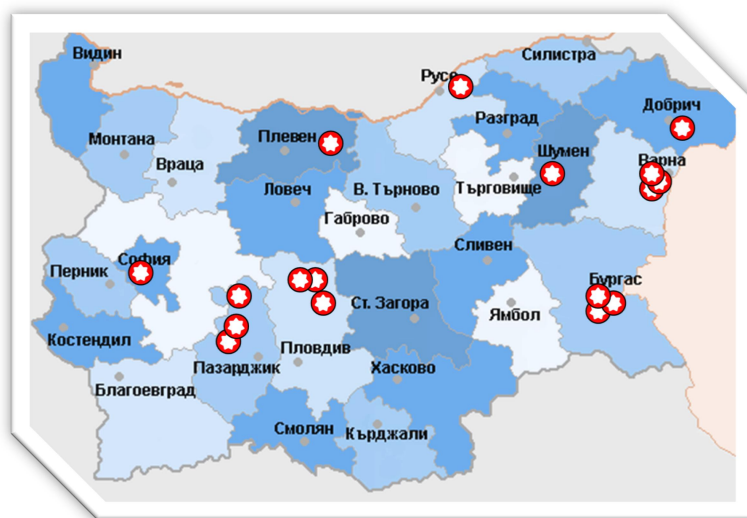 Видин
Силистра
Русе
Добрич
Разград
Монтана
Плевен
Шумен
Варна
Враца
Ловеч
В. Търново
Търговище
Габрово
Сливен
София
Перник
Бургас
Ст. Загора
Ямбол
Костендил
Пловдив
Пазарджик
Хасково
Благоевград
Смолян
Кърджали